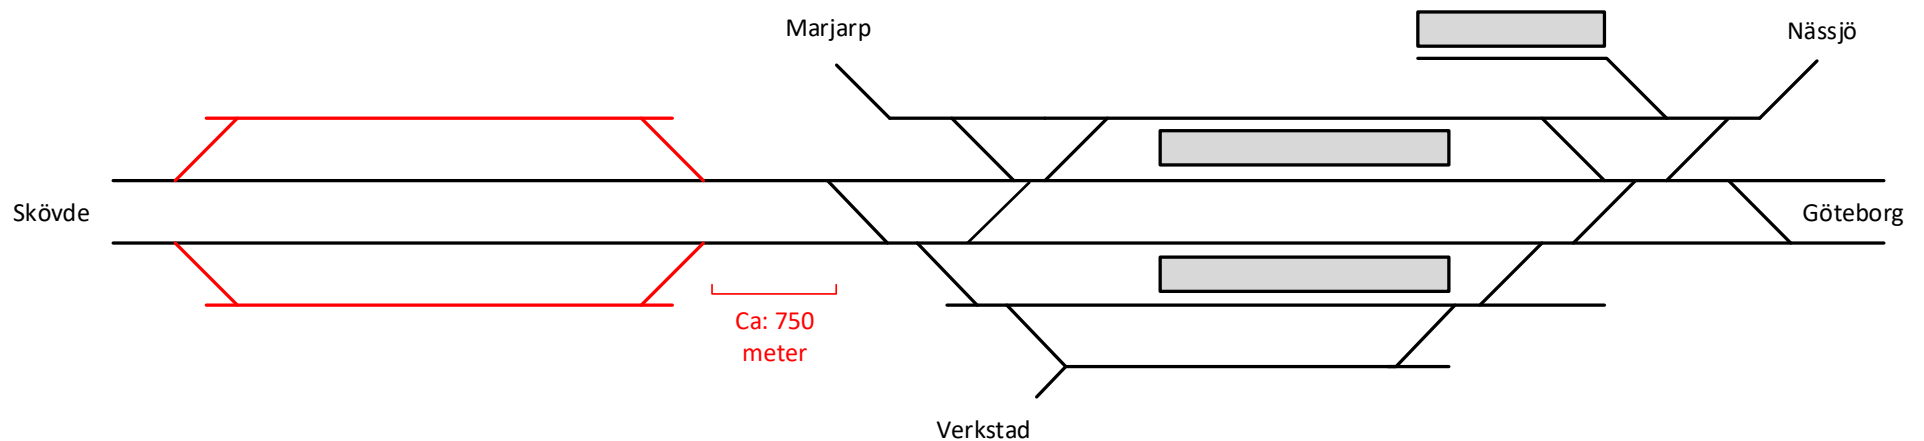 Marjarp
Nässjö
Skövde
Göteborg
Ca: 750
meter
Verkstad